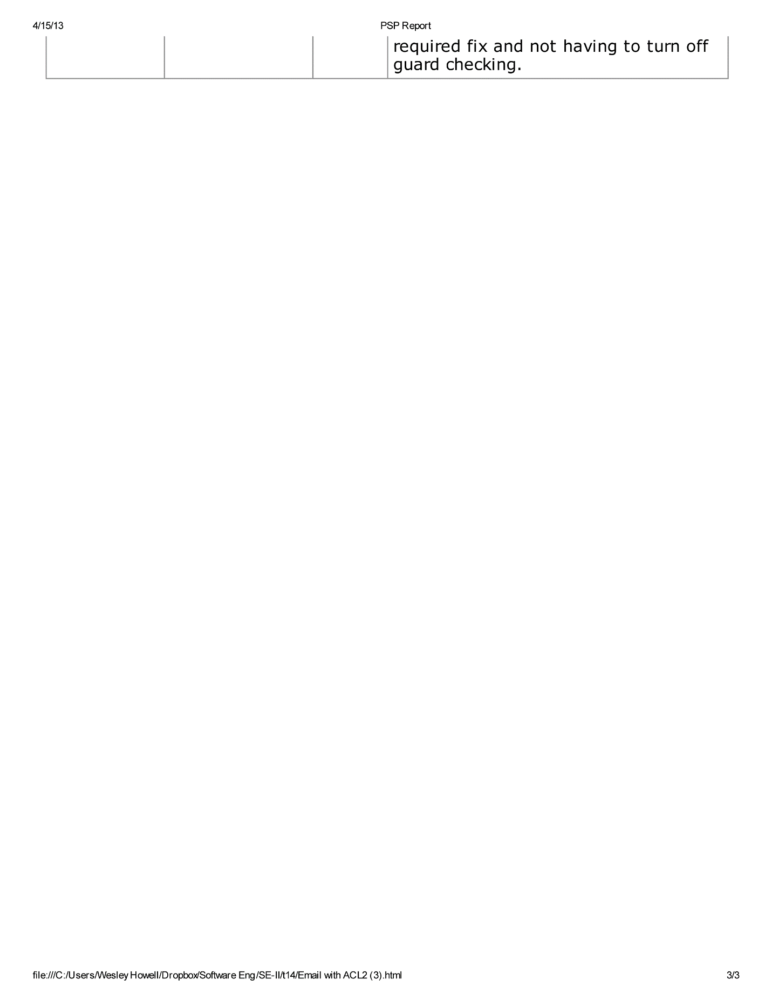 4/15/13 PSP Report
required fix and not having to turn off
guard checking.
file:///C:/Users/Wesley Howell/Dropbox/Software Eng/SE-II/t14/Email with ACL2 (3).html 3/3